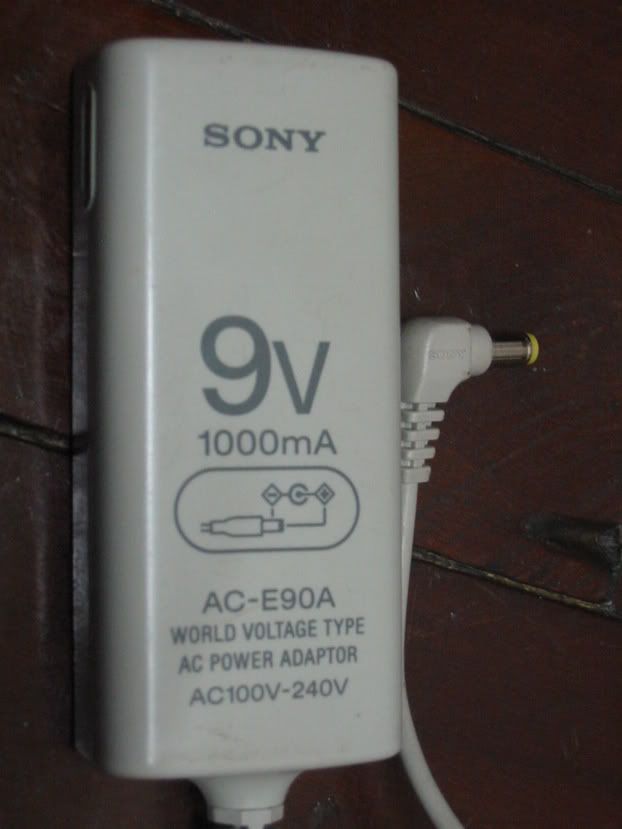 SONY
9V
1000mA
AC-E90A
WORLD VOLTAGE TYPE
AC POWER ADAPTOR
AC100V-240V
SONY